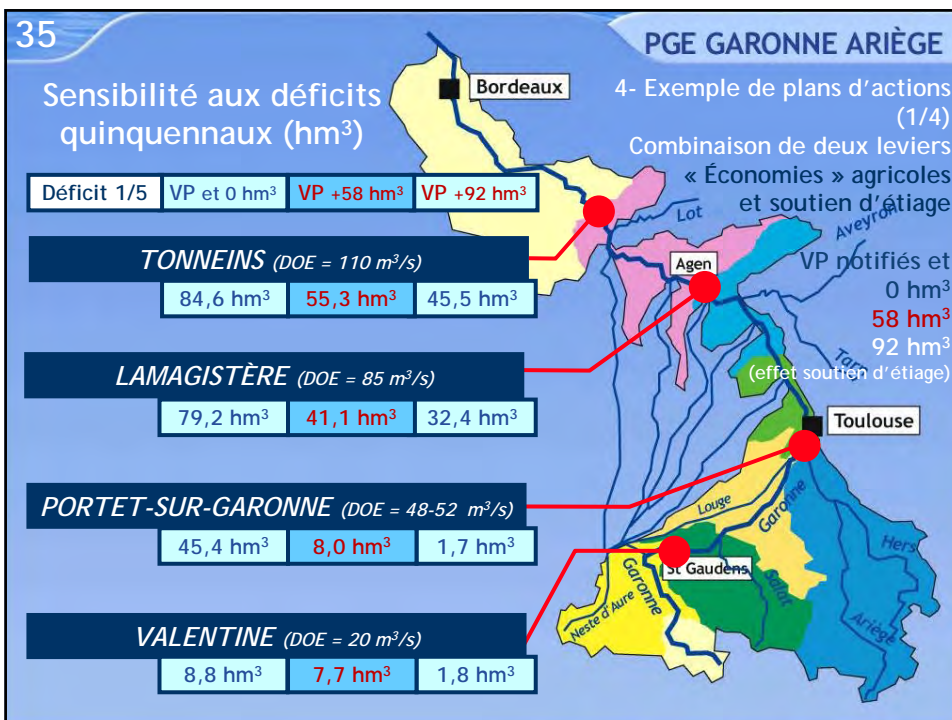 35
PGE GARONNE ARIÈGE
Sensibilité aux déficits
quinquennaux (hm³)
4- Exemple de plans d'actions
(1/4)
Combinaison de deux leviers
« Économies » agricoles
et soutien d'étiage
VP notifiés et
0 hm³
58 hm³
92 hm³
(effet soutien d'étiage)
Déficit 1/5 VP et 0 hm³ VP +58 hm³ VP +92 hm³
TONNEINS (DOE = 110 m³/s)
84,6 hm³ 55,3 hm³ 45,5 hm³
LAMAGISTÈRE (DOE = 85 m³/s)
79,2 hm³ 41,1 hm³ 32,4 hm³
PORTET-SUR-GARONNE (DOE = 48-52 m³/s)
45,4 hm³ 8,0 hm³ 1,7 hm³
VALENTINE (DOE = 20 m³/s)
8,8 hm³ 7,7 hm³ 1,8 hm³
Bordeaux
Lot
Aveyron
Agen
Tarn
Toulouse
Louge
Garonne
Hers
St Gaudens
Salat
Garonne
Neste d'Aure
Ariège